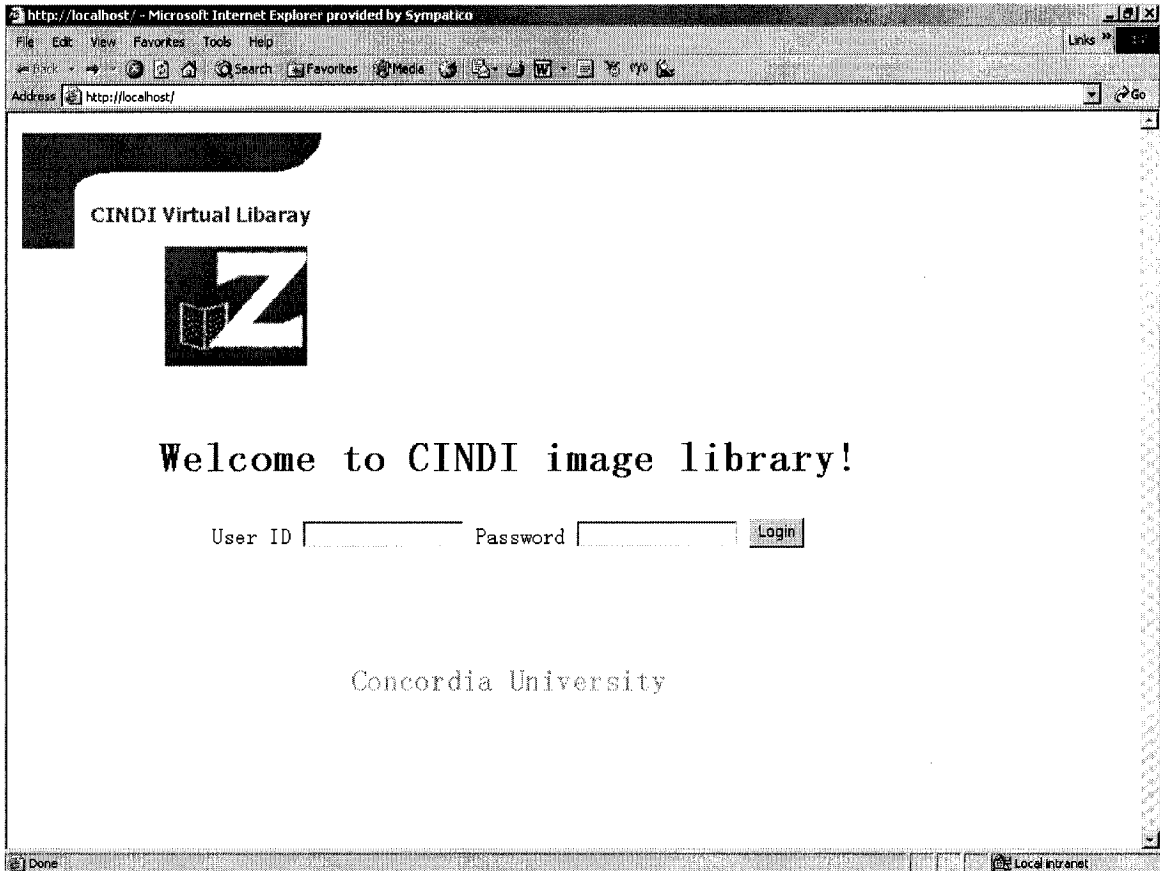 http://localhost/ - Microsoft Internet Explorer provided by Sympatico
File Edit View Favorites Tools Help Links »
Back Search Favorites Media W
Address http://localhost/ Go
CINDI Virtual Libaray
Z
Welcome to CINDI image library!
User ID Password Login
Concordia University
Done Local intranet